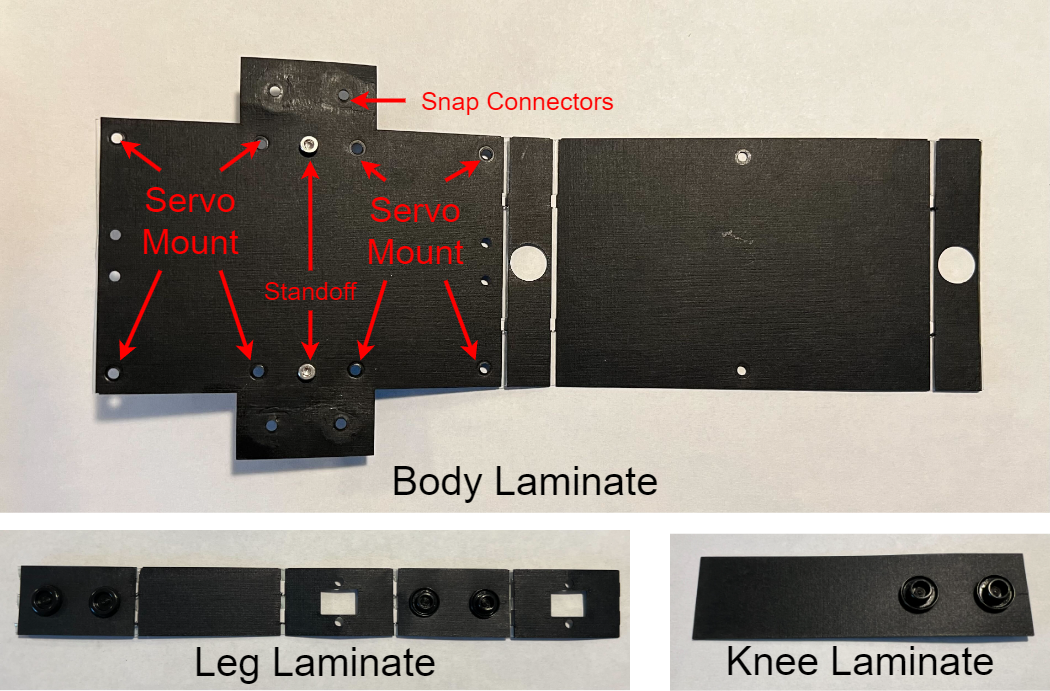 Snap Connectors
Servo
Mount
Servo
Mount
Standoff
Body Laminate
Leg Laminate
Knee Laminate